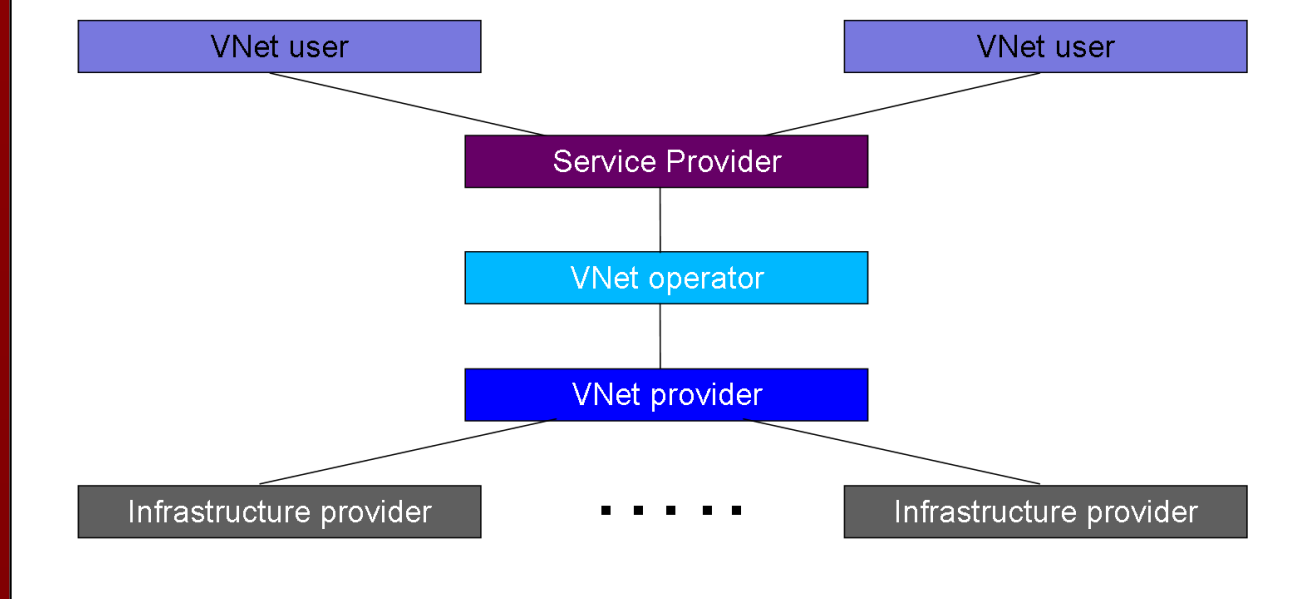 VNet user
VNet user
Service Provider
VNet operator
VNet provider
Infrastructure provider
. . . . .
Infrastructure provider